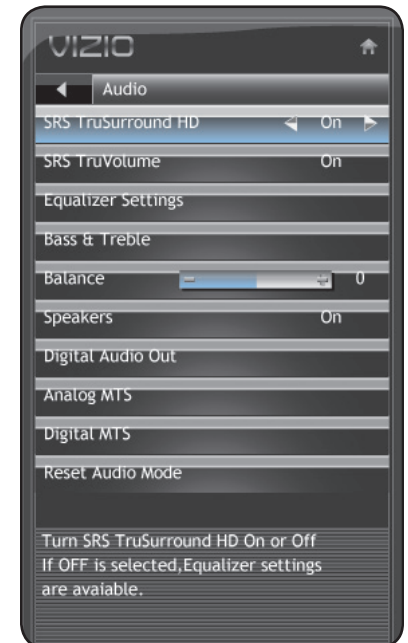 VIZIO
Audio
SRS TruSurround HD On
SRS TruVolume On
Equalizer Settings
Bass & Treble
Balance 0
Speakers On
Digital Audio Out
Analog MTS
Digital MTS
Reset Audio Mode
Turn SRS TruSurround HD On or Off
If OFF is selected,Equalizer settings
are avaiable.